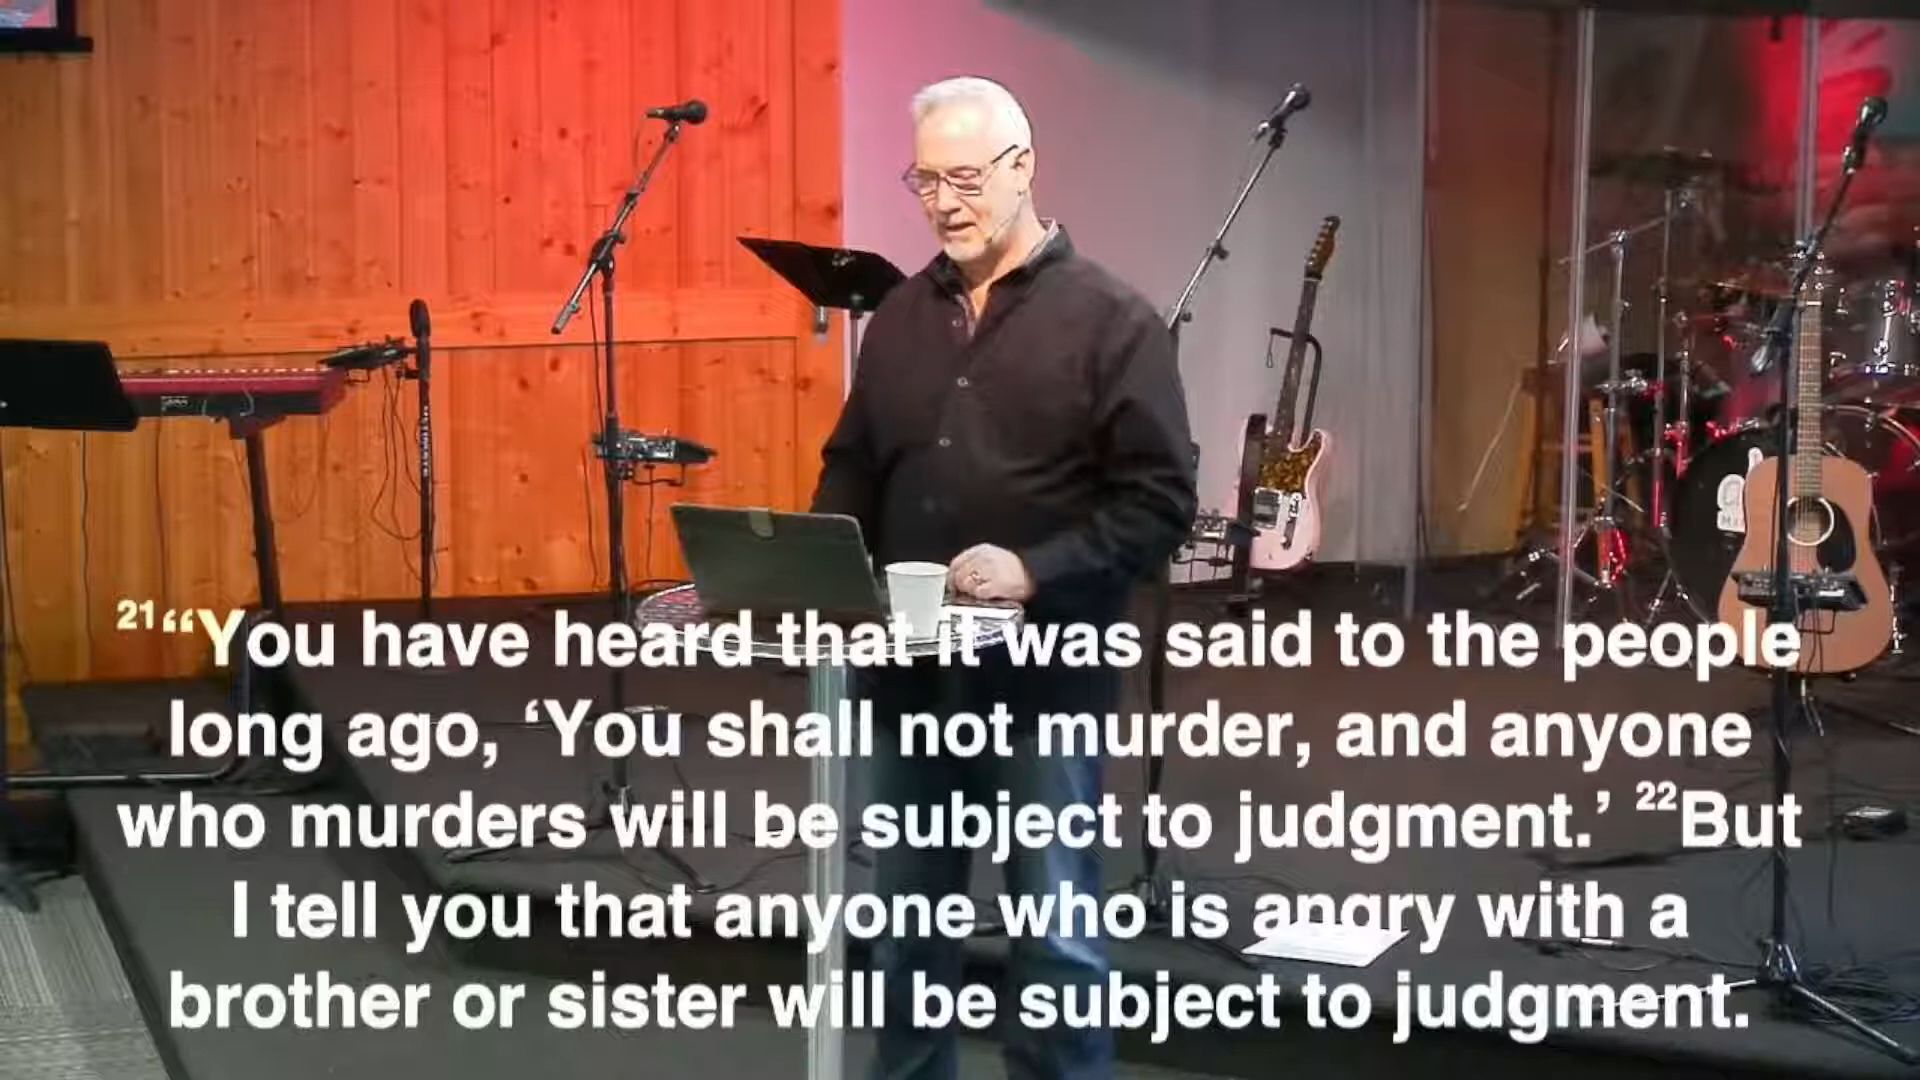 ²¹“You have heard that it was said to the people
long ago, ‘You shall not murder, and anyone
who murders will be subject to judgment.’ ²²But
I tell you that anyone who is angry with a
brother or sister will be subject to judgment.